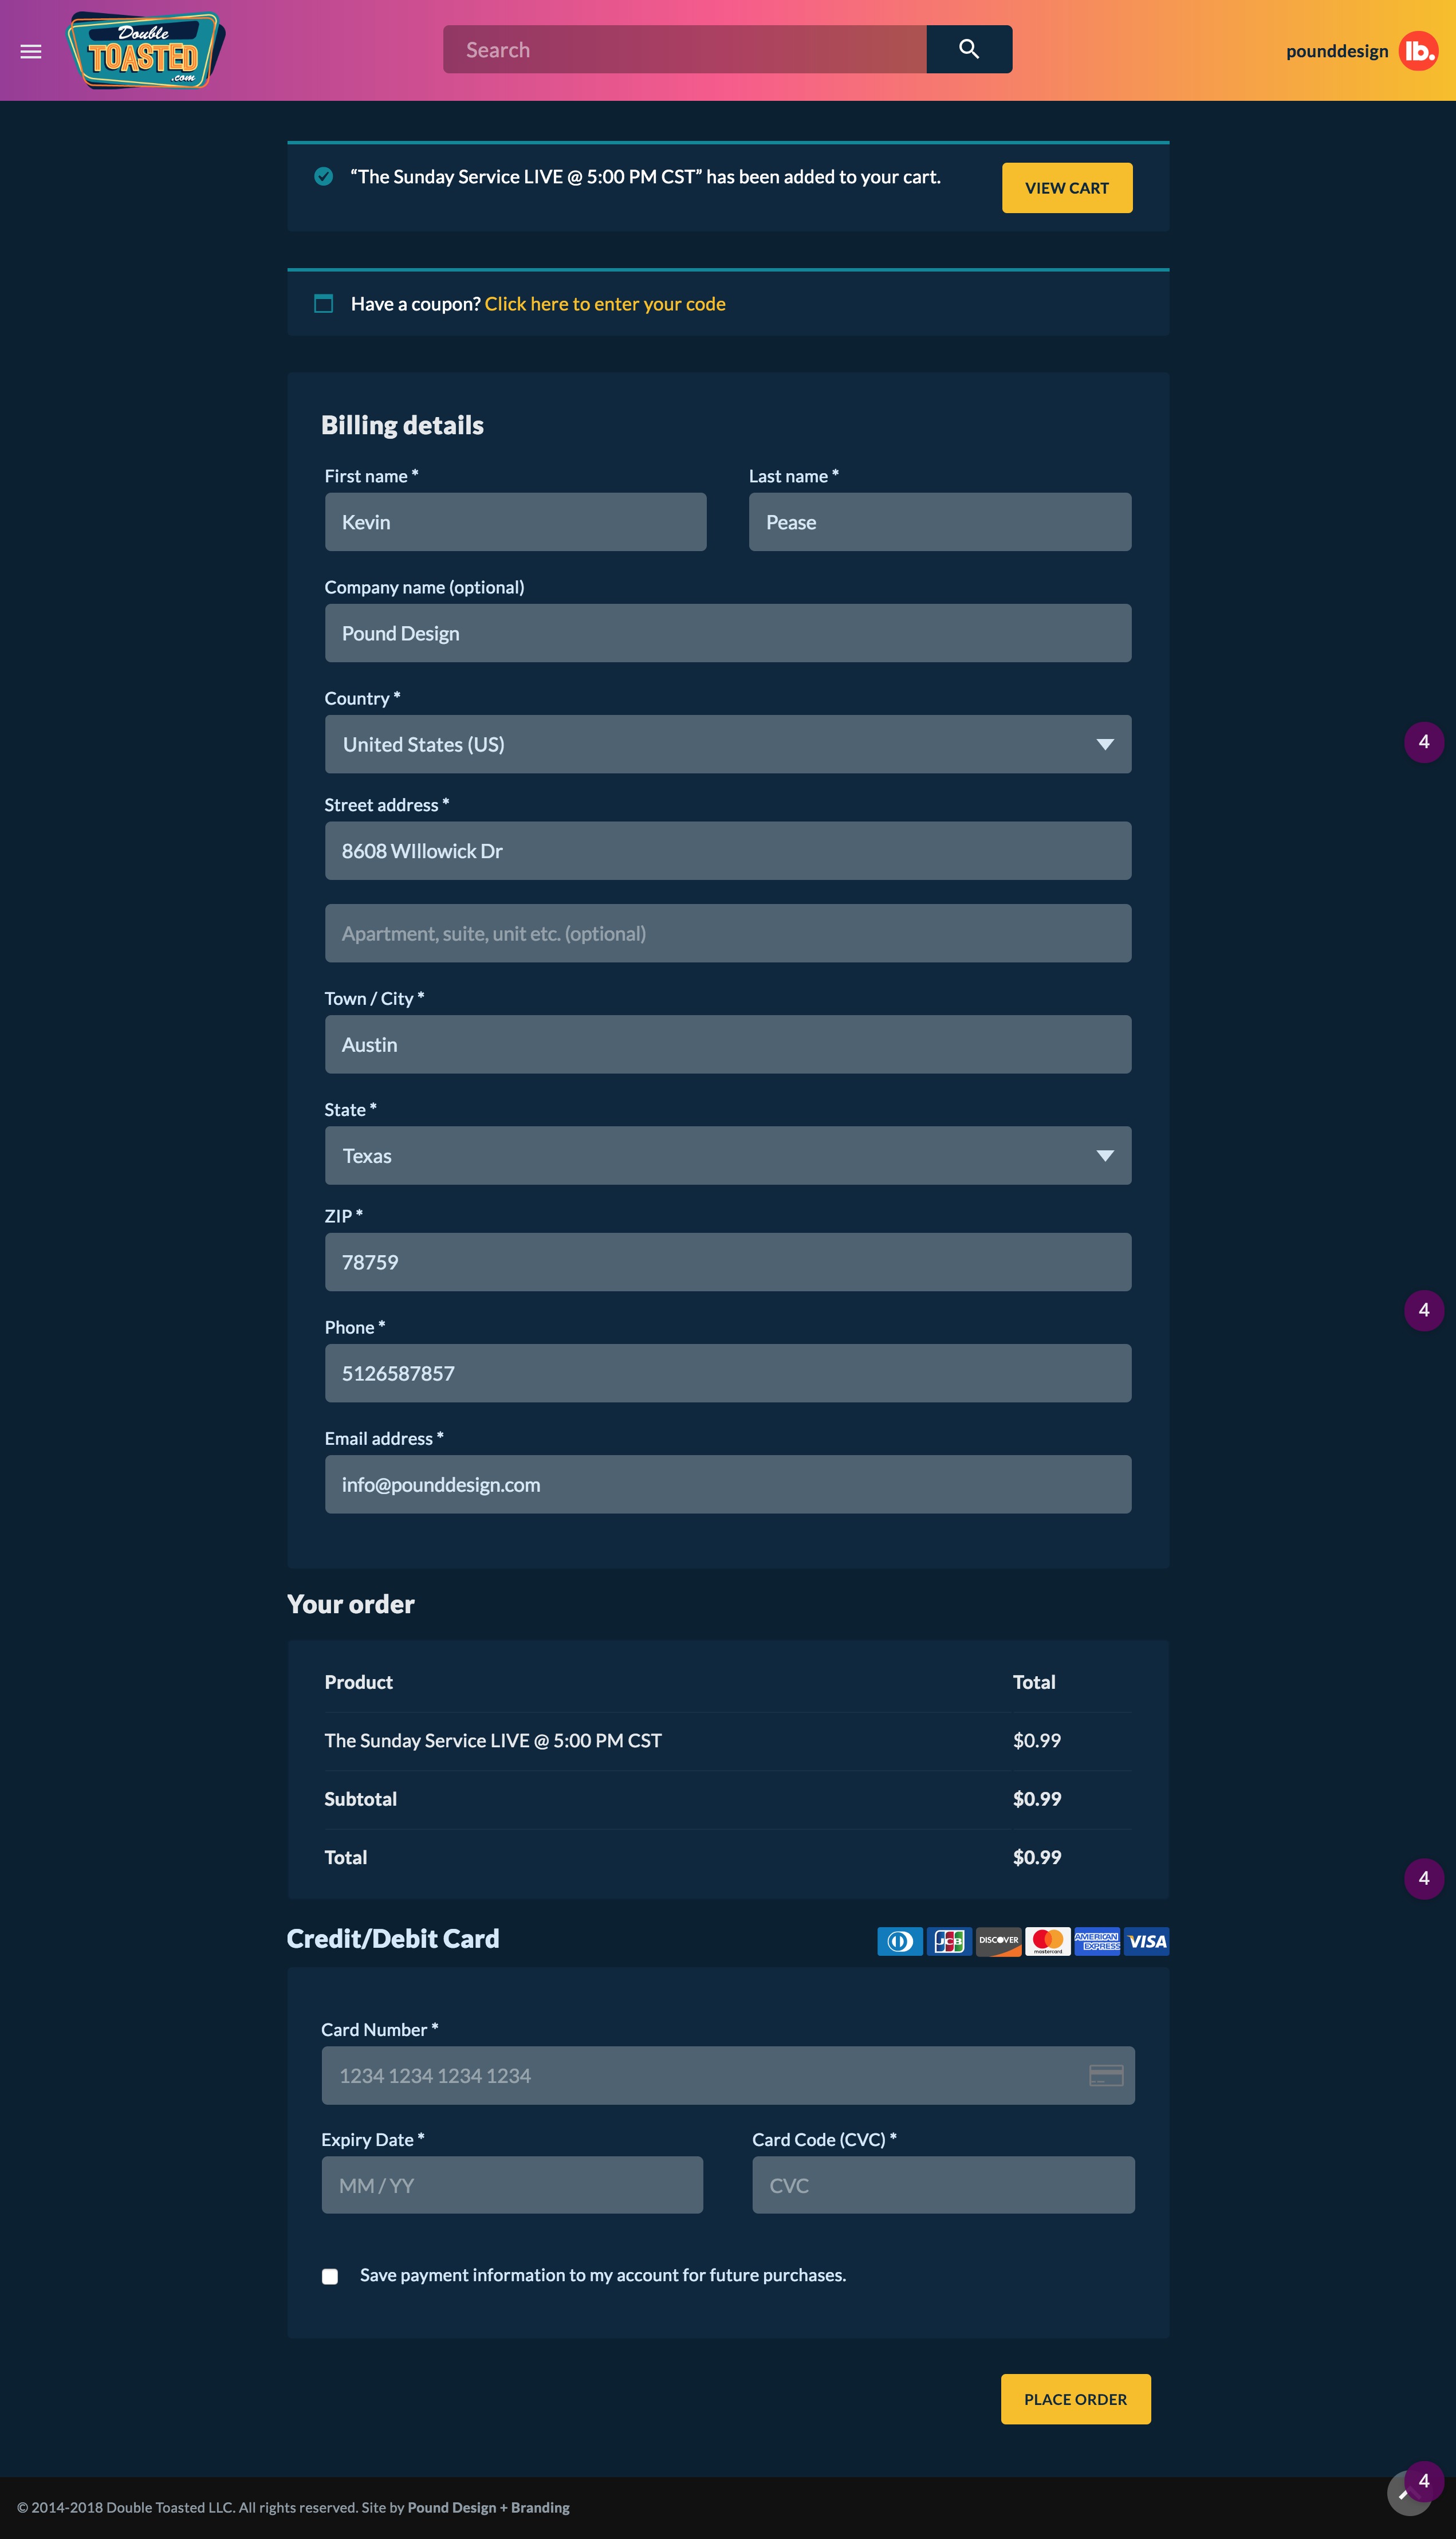 Double
TOASTED
.com
Search
pounddesign
lb.
“The Sunday Service LIVE @ 5:00 PM CST” has been added to your cart.
VIEW CART
Have a coupon? Click here to enter your code
Billing details
First name *
Last name *
Kevin
Pease
Company name (optional)
Pound Design
Country *
United States (US)
4
Street address *
8608 WIllowick Dr
Apartment, suite, unit etc. (optional)
Town / City *
Austin
State *
Texas
ZIP *
78759
4
Phone *
5126587857
Email address *
info@pounddesign.com
Your order
Product
Total
The Sunday Service LIVE @ 5:00 PM CST
$0.99
Subtotal
$0.99
Total
$0.99
4
Credit/Debit Card
JCB
DISCOVER
mastercard
AMERICAN
EXPRESS
VISA
Card Number *
1234 1234 1234 1234
Expiry Date *
Card Code (CVC) *
MM / YY
CVC
Save payment information to my account for future purchases.
PLACE ORDER
4
© 2014-2018 Double Toasted LLC. All rights reserved. Site by Pound Design + Branding